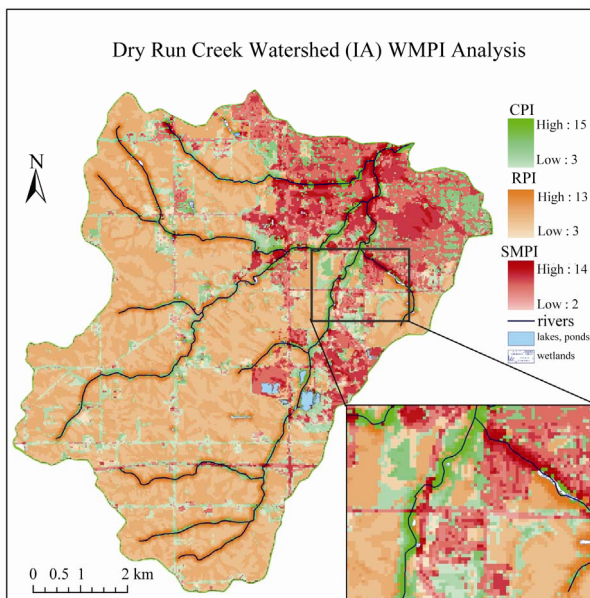 Dry Run Creek Watershed (IA) WMPI Analysis
N
CPI
High : 15
Low : 3
RPI
High : 13
Low : 3
SMPI
High : 14
Low : 2
rivers
lakes, ponds
wetlands
0 0.5 1 2 km